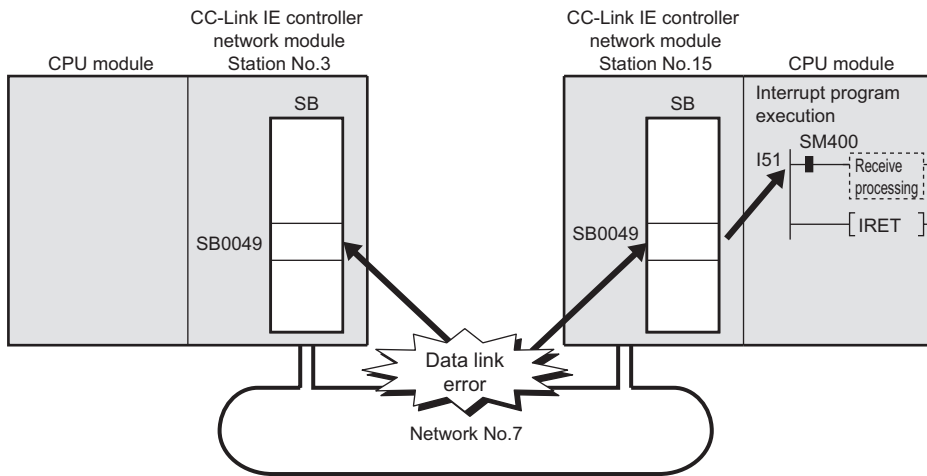 CC-Link IE controller
network module
Station No.3
CPU module
SB
SB0049
CC-Link IE controller
network module
Station No.15
CPU module
SB
SB0049
Interrupt program
execution
SM400
I51
Receive
processing
IRET
Data link
error
Network No.7